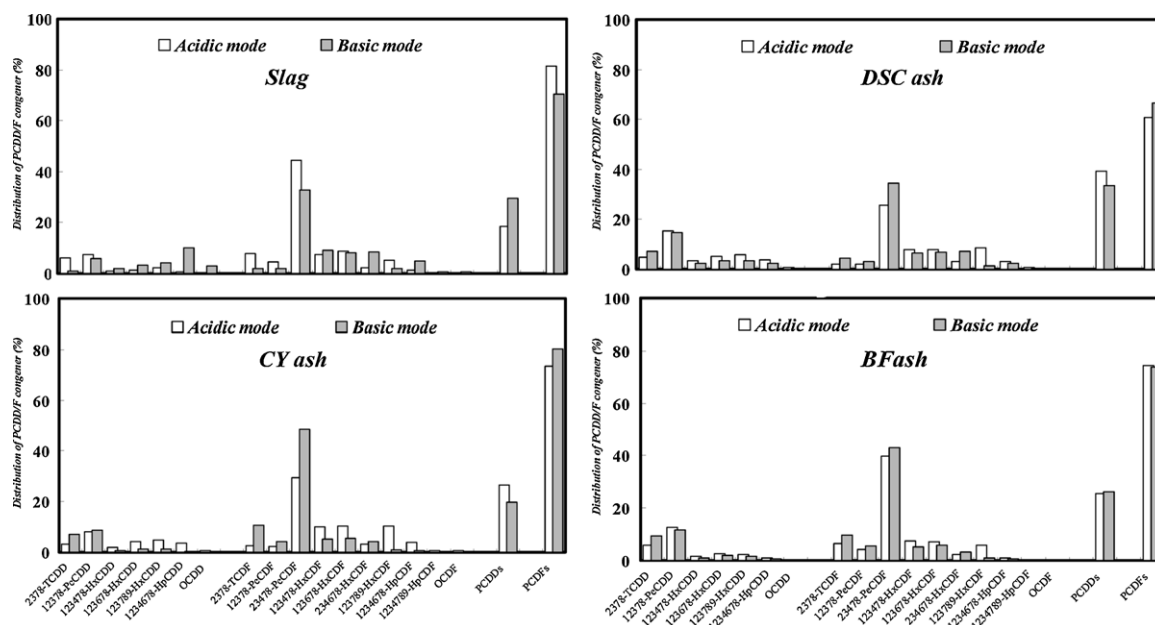 100
80
60
40
20
0
Distribution of PCDD/F congener (%)
Acidic mode
Basic mode
Slag
100
80
60
40
20
0
Distribution of PCDD/F congener (%)
Acidic mode
Basic mode
DSC ash
100
80
60
40
20
0
Distribution of PCDD/F congener (%)
Acidic mode
Basic mode
CY ash
2378-TCDD
12378-PeCDD
123478-HxCDD
123678-HxCDD
123789-HxCDD
1234678-HpCDD
OCDD
2378-TCDF
12378-PeCDF
23478-PeCDF
123478-HxCDF
123678-HxCDF
234678-HxCDF
123789-HxCDF
1234678-HpCDF
1234789-HpCDF
OCDF
PCDDs
PCDFs
100
80
60
40
20
0
Distribution of PCDD/F congener (%)
Acidic mode
Basic mode
BFash
2378-TCDD
12378-PeCDD
123478-HxCDD
123678-HxCDD
123789-HxCDD
1234678-HpCDD
OCDD
2378-TCDF
12378-PeCDF
23478-PeCDF
123478-HxCDF
123678-HxCDF
234678-HxCDF
123789-HxCDF
1234678-HpCDF
1234789-HpCDF
OCDF
PCDDs
PCDFs